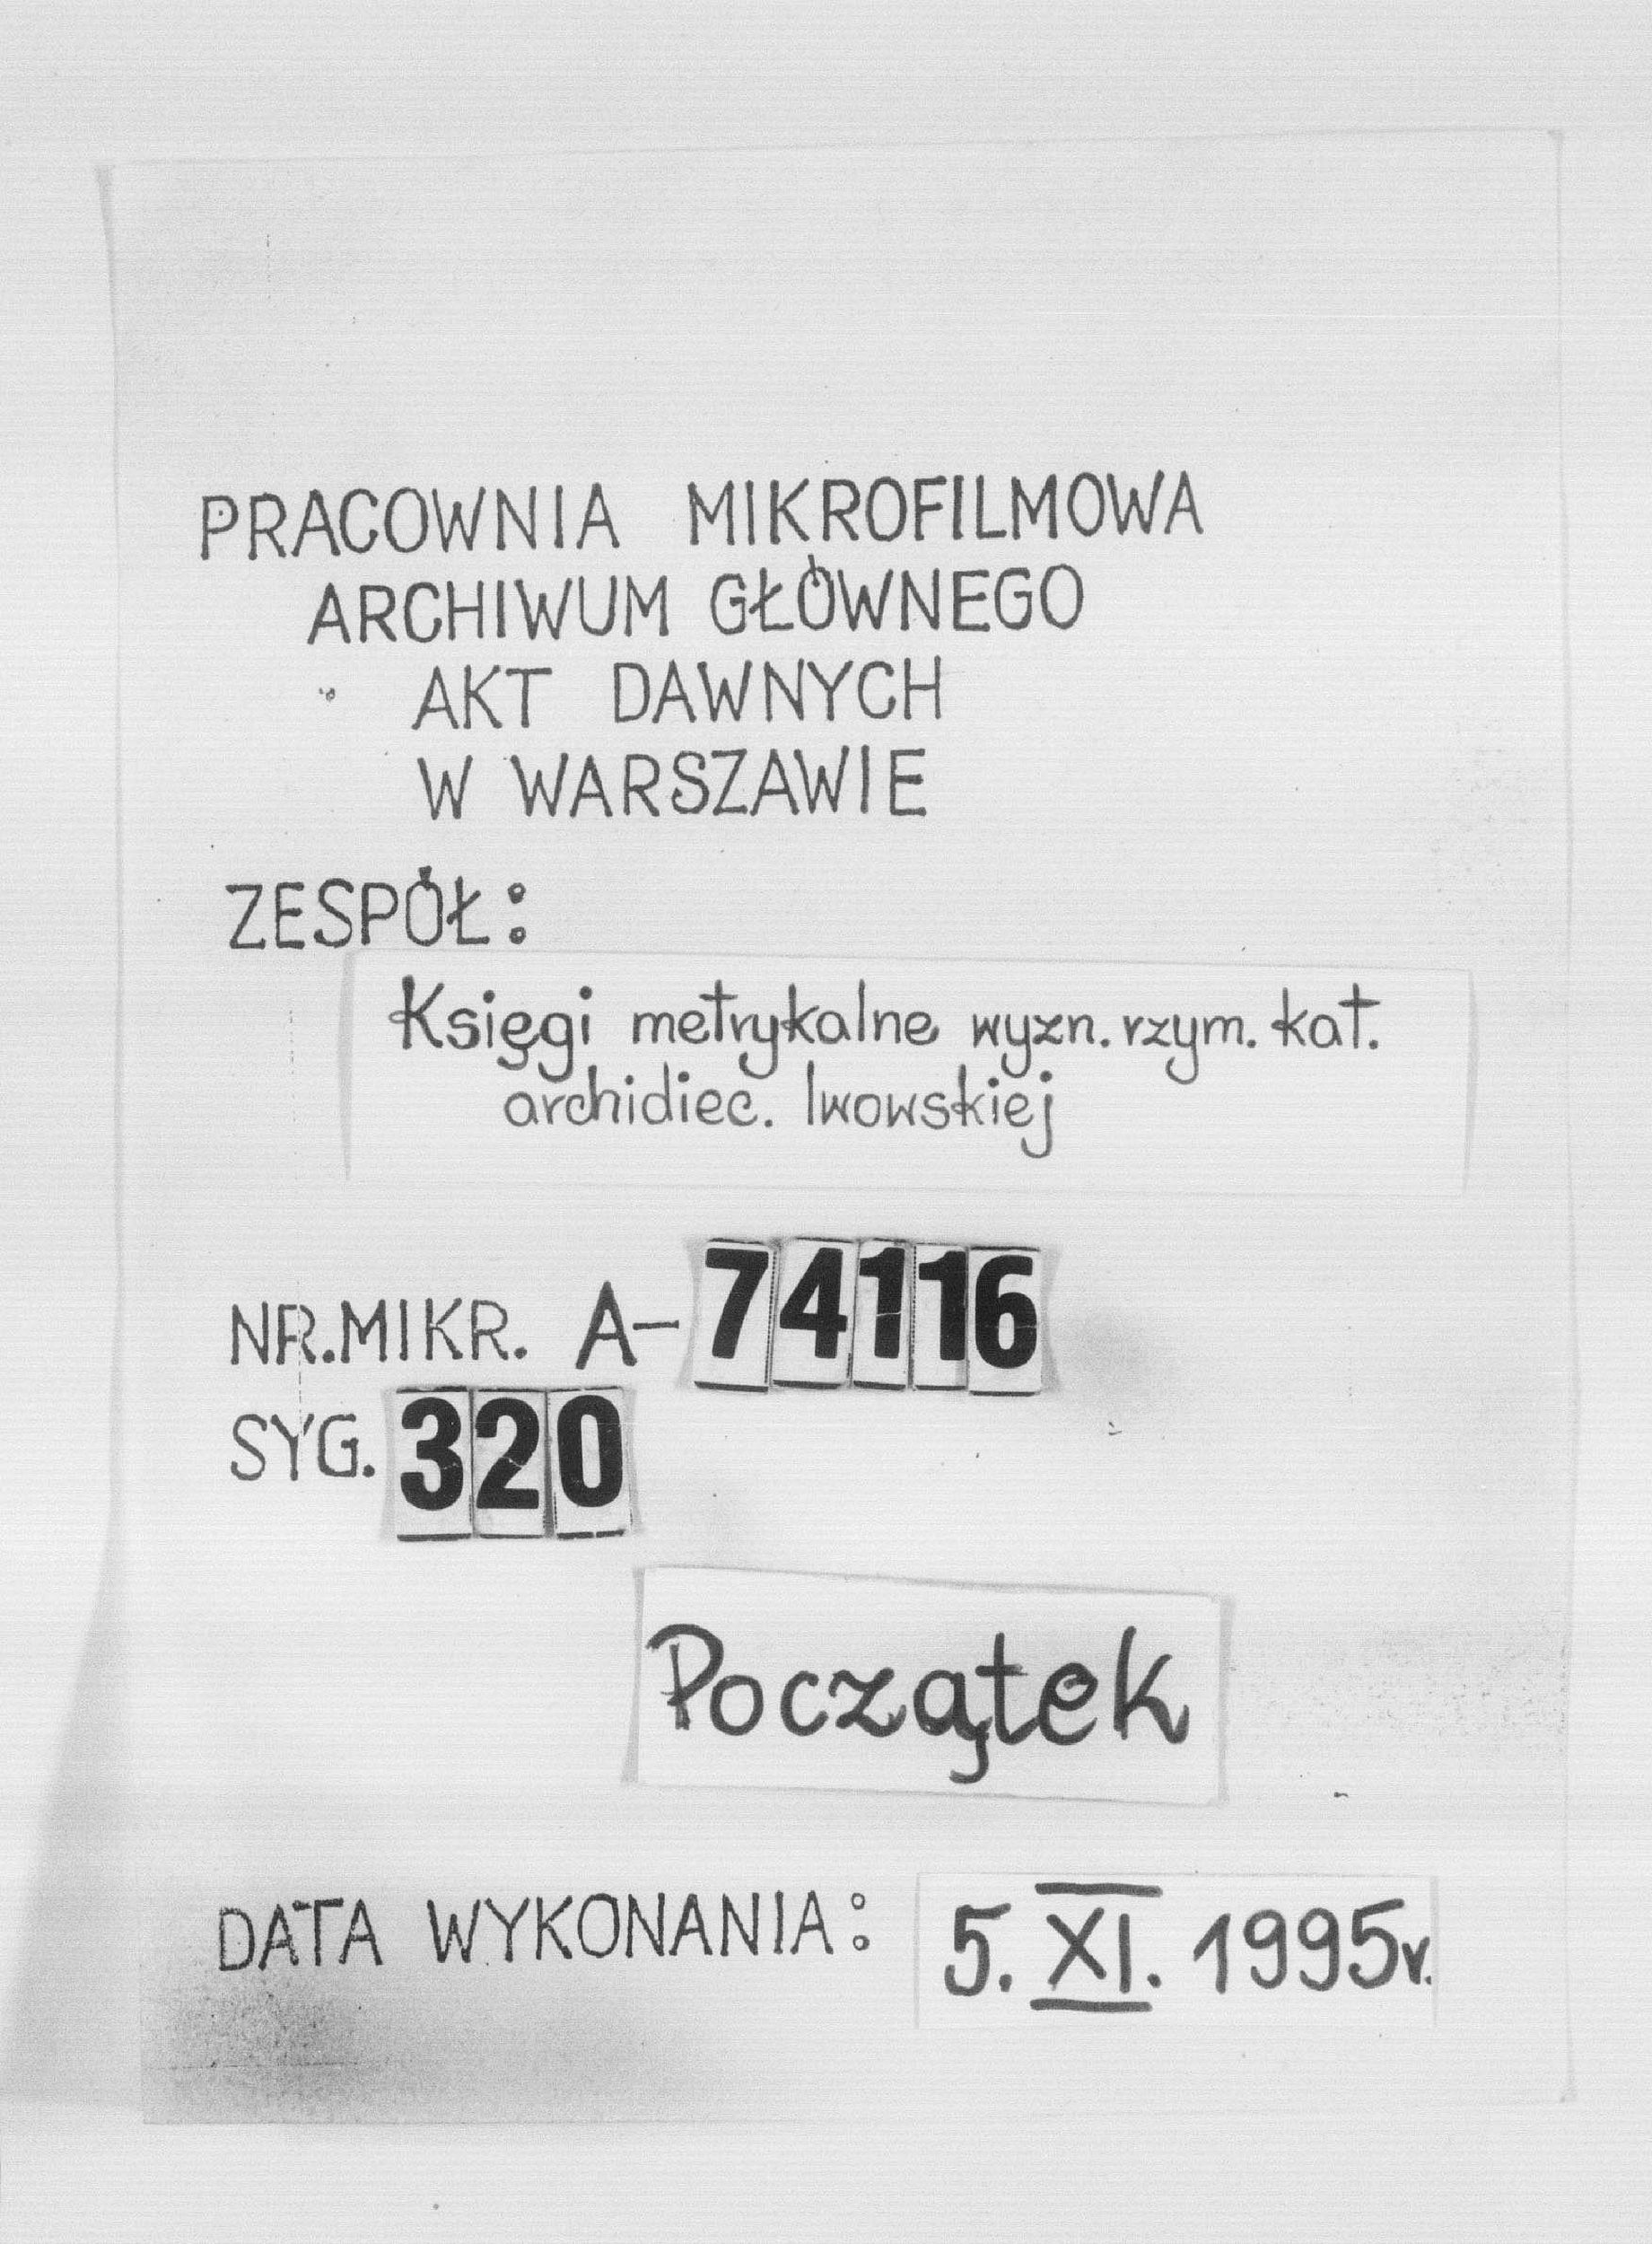 PRACOWNIA MIKROFILMOWA
ARCHIWUM GŁÓWNEGO
AKT DAWNYCH
W WARSZAWIE
ZESPÓŁ:
Księgi metrykalne wyzn. rzym. kat.
archidiec. lwowskiej
NR. MIKR. A-74116
SYG. 320
Początek
DATA WYKONANIA: 5. XI. 1995r.